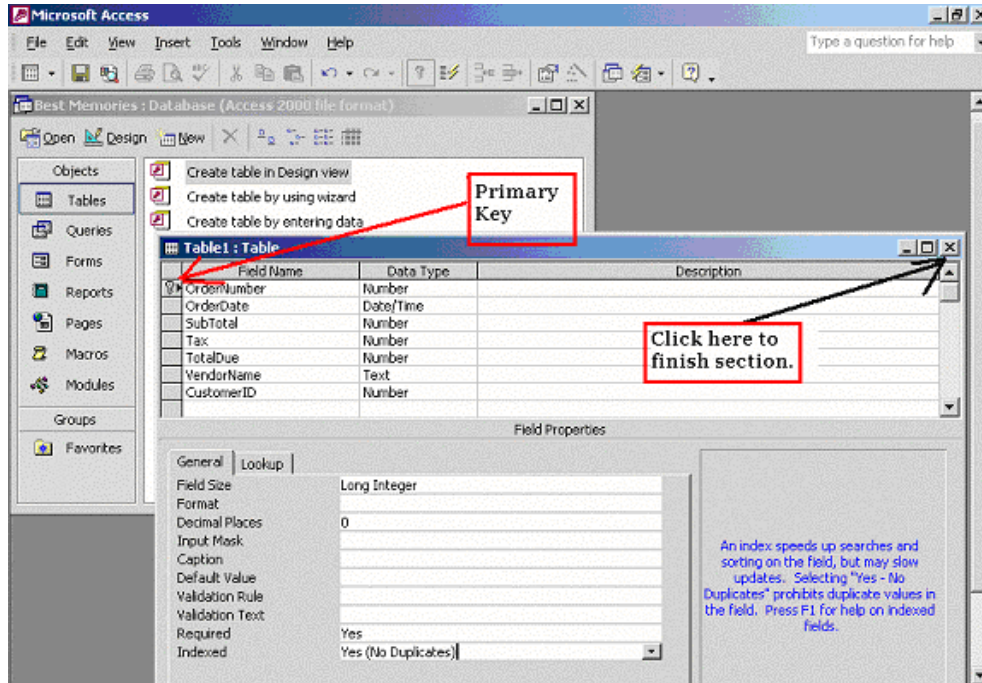 Microsoft Access
File Edit View Insert Tools Window Help
Type a question for help
Best Memories : Database (Access 2000 file format)
Open Design New
Objects
Tables
Queries
Forms
Reports
Pages
Macros
Modules
Groups
Favorites
Create table in Design view
Create table by using wizard
Create table by entering data
Primary
Key
Table1 : Table
Field Name Data Type Description
OrderNumber Number
OrderDate Date/Time
SubTotal Number
Tax Number
TotalDue Number
VendorName Text
CustomerID Number
Click here to
finish section.
Field Properties
General Lookup
Field Size Long Integer
Format
Decimal Places 0
Input Mask
Caption
Default Value
Validation Rule
Validation Text
Required Yes
Indexed Yes (No Duplicates)
An index speeds up searches and
sorting on the field, but may slow
updates. Selecting "Yes - No
Duplicates" prohibits duplicate values in
the field. Press F1 for help on indexed
fields.